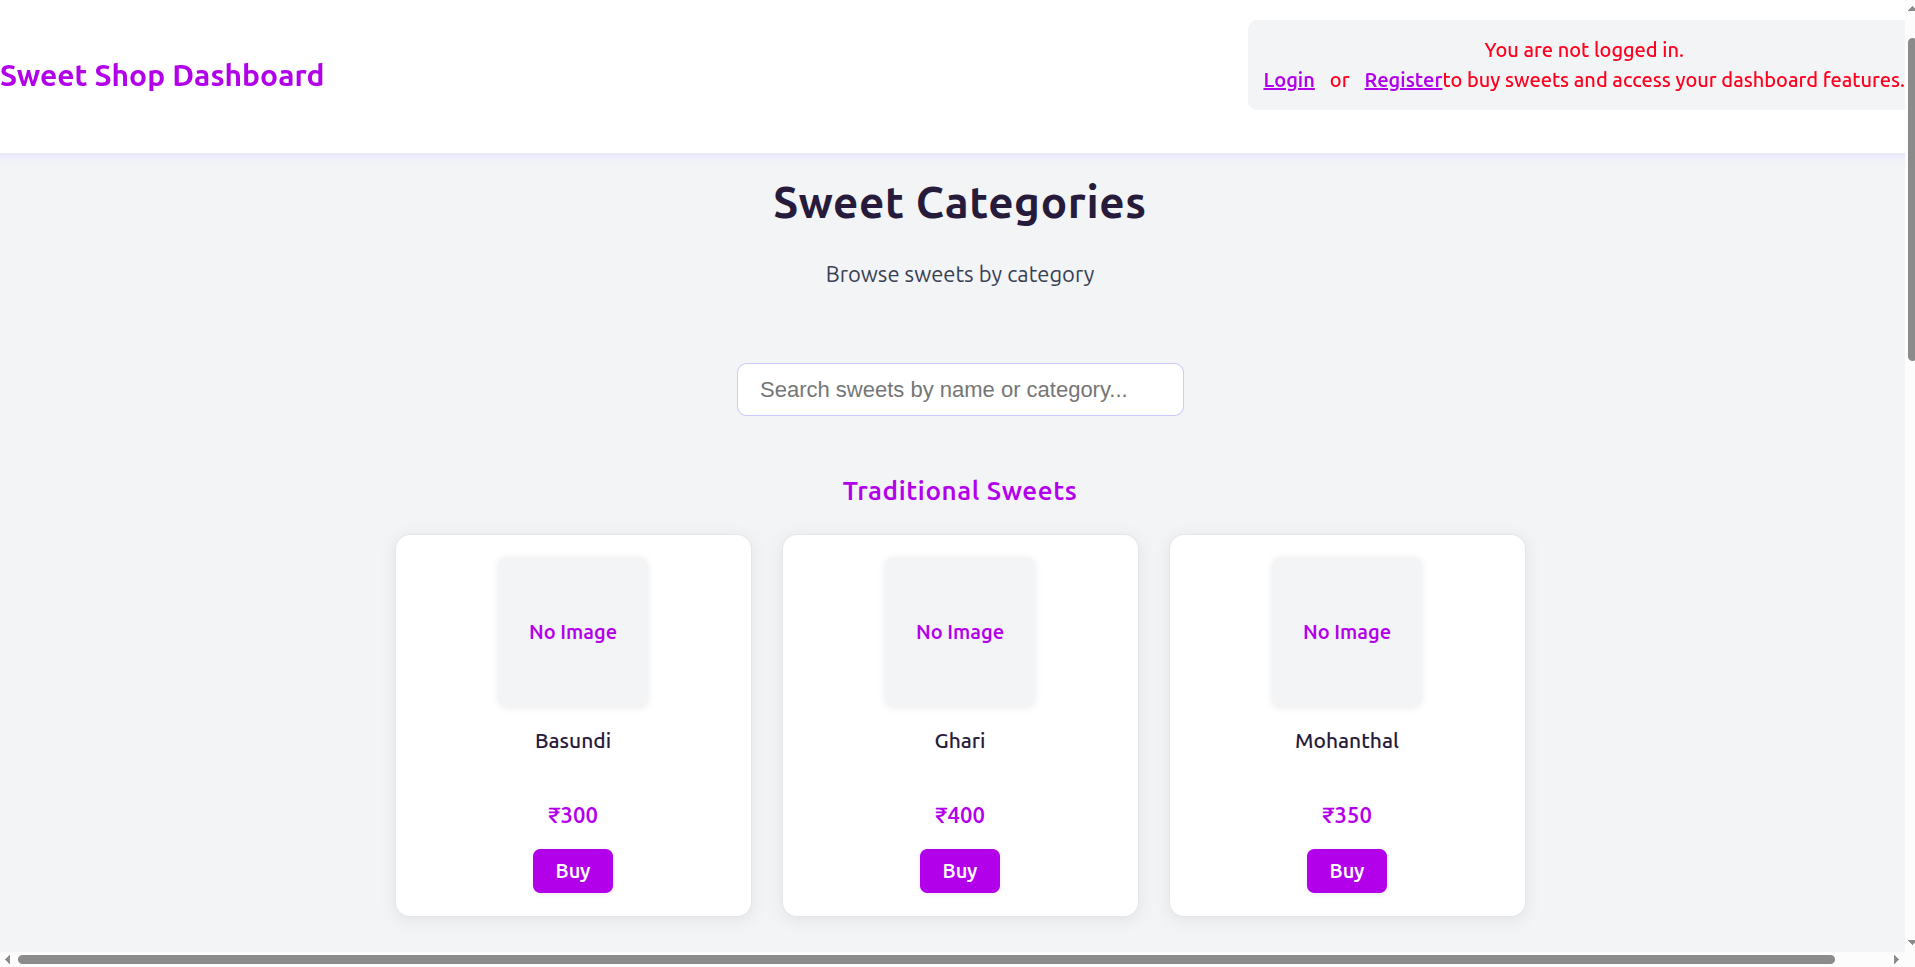 Sweet Shop Dashboard
You are not logged in.
Login or Registerto buy sweets and access your dashboard features.
Sweet Categories
Browse sweets by category
Search sweets by name or category...
Traditional Sweets
No Image
Basundi
₹300
Buy
No Image
Ghari
₹400
Buy
No Image
Mohanthal
₹350
Buy